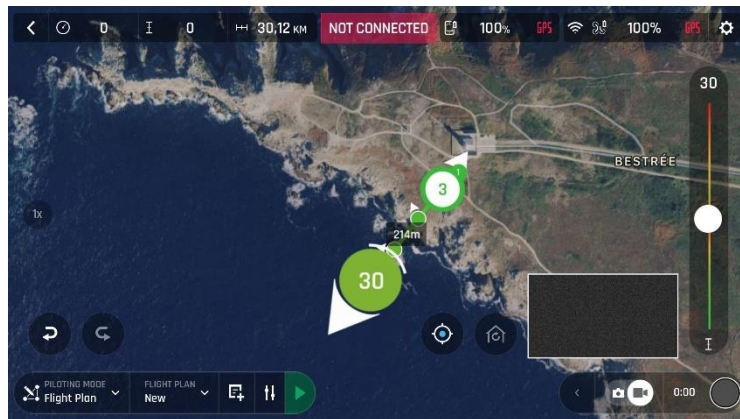 0 0 30,12 KM NOT CONNECTED 100% GPS 100% GPS
30
BESTRÉE
1
3
1x
214m
30
PILOTING MODE
Flight Plan
FLIGHT PLAN
New
0:00